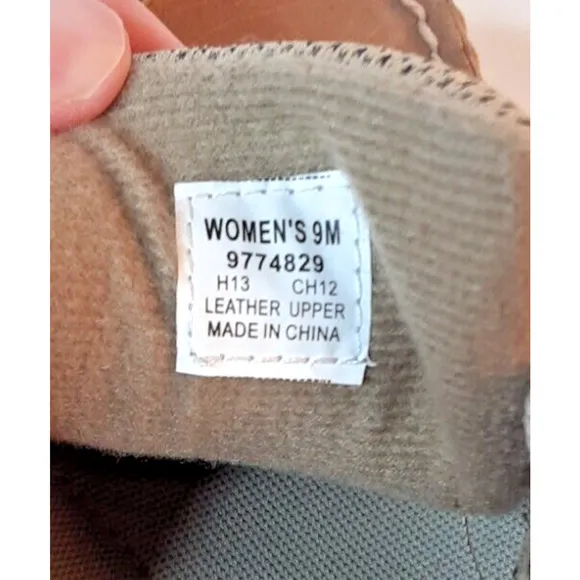 WOMEN'S 9M
9774829
H13 CH12
LEATHER UPPER
MADE IN CHINA